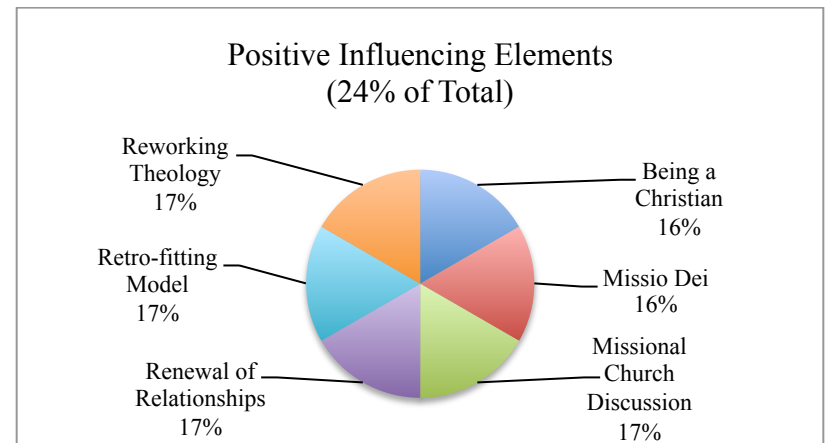 Positive Influencing Elements
(24% of Total)
Reworking
Theology
17%
Being a
Christian
16%
Retro-fitting
Model
17%
Missio Dei
16%
Renewal of
Relationships
17%
Missional
Church
Discussion
17%